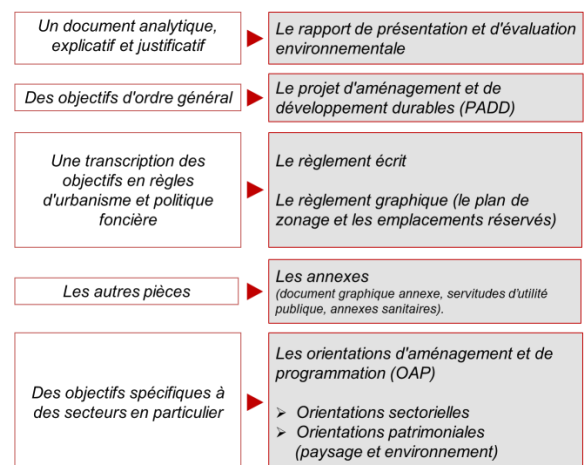 Un document analytique,
explicatif et justificatif
Le rapport de présentation et d'évaluation
environnementale
Des objectifs d'ordre général
Le projet d'aménagement et de
développement durables (PADD)
Une transcription des
objectifs en règles
d'urbanisme et politique
foncière
Le règlement écrit
Le règlement graphique (le plan de
zonage et les emplacements réservés)
Les autres pièces
Les annexes
(document graphique annexe, servitudes d'utilité
publique, annexes sanitaires).
Des objectifs spécifiques à
des secteurs en particulier
Les orientations d'aménagement et de
programmation (OAP)
➢ Orientations sectorielles
➢ Orientations patrimoniales
(paysage et environnement)